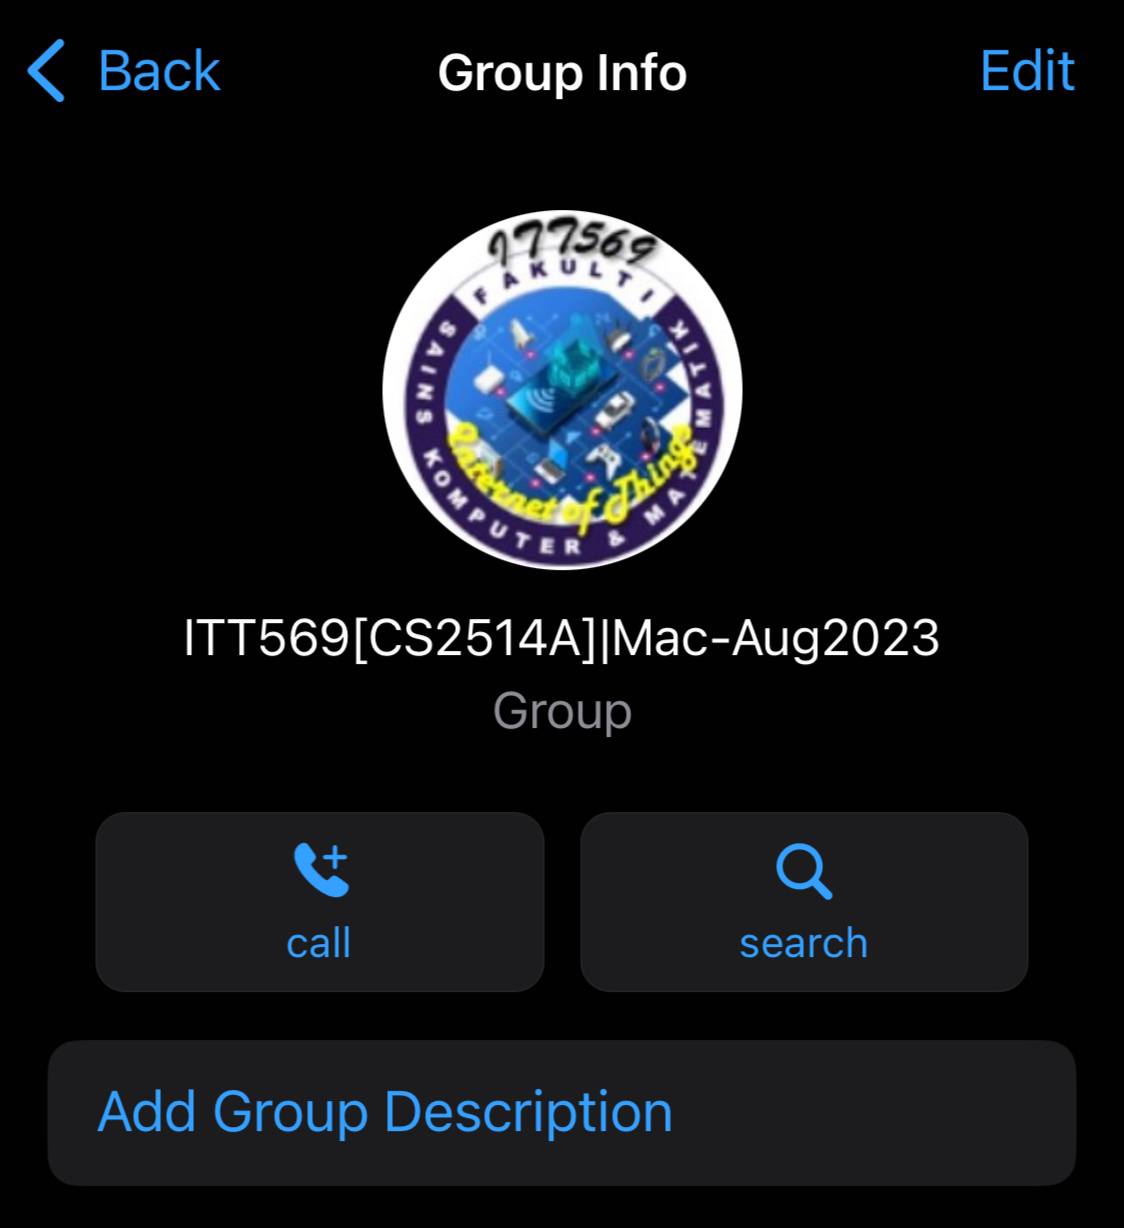 Back
Group Info
Edit
ITT569
FAKULTI
SAINS KOMPUTER & MATEMATIK
Internet of Things
ITT569[CS2514A]|Mac-Aug2023
Group
call
search
Add Group Description